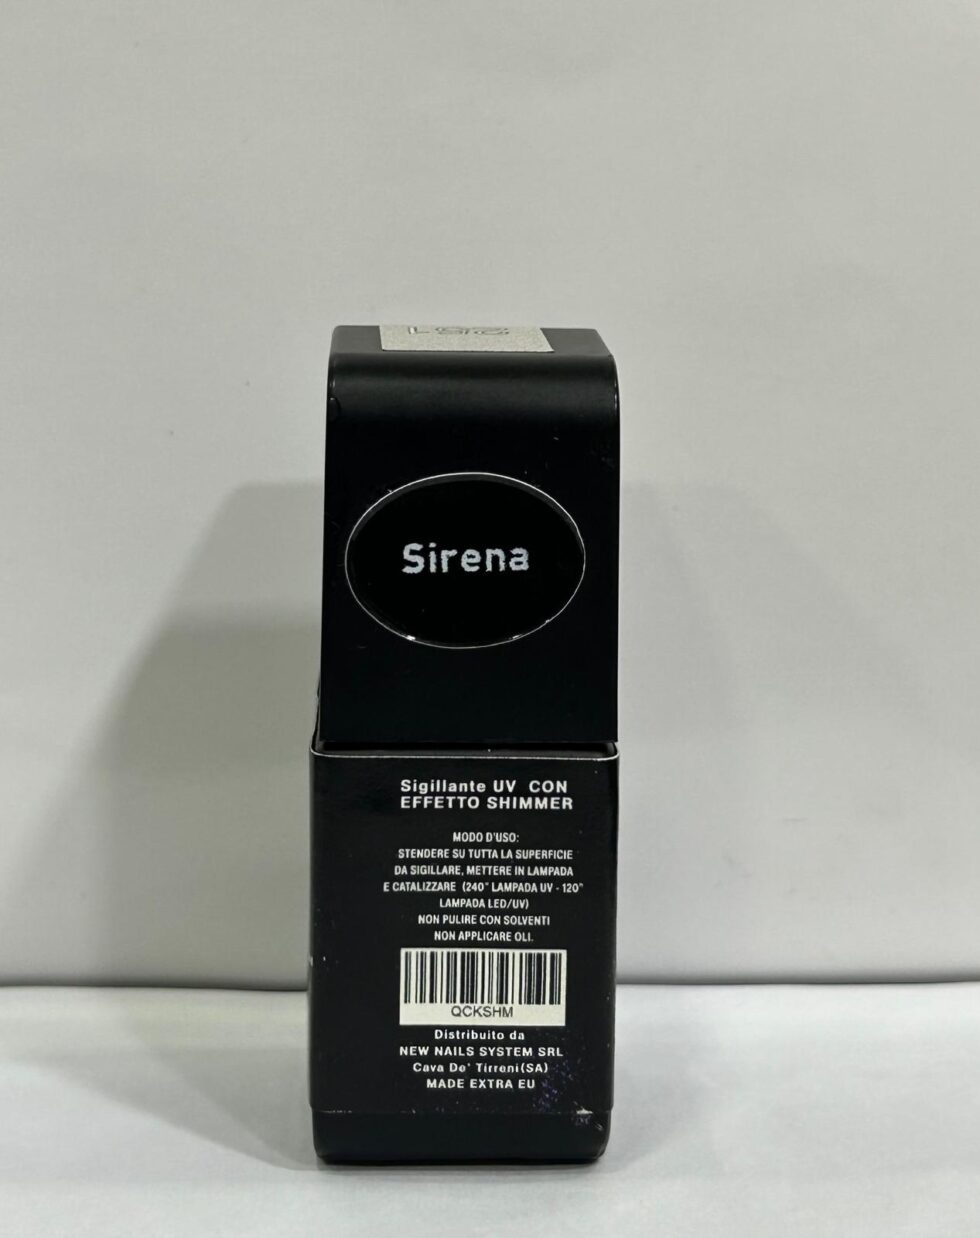 251
Sirena
Sigillante UV CON
EFFETTO SHIMMER
MODO D'USO:
STENDERE SU TUTTA LA SUPERFICIE
DA SIGILLARE, METTERE IN LAMPADA
E CATALIZZARE (240" LAMPADA UV - 120"
LAMPADA LED/UV)
NON PULIRE CON SOLVENTI
NON APPLICARE OLI.
QCKSHM
Distribuito da
NEW NAILS SYSTEM SRL
Cava De' Tirreni(SA)
MADE EXTRA EU